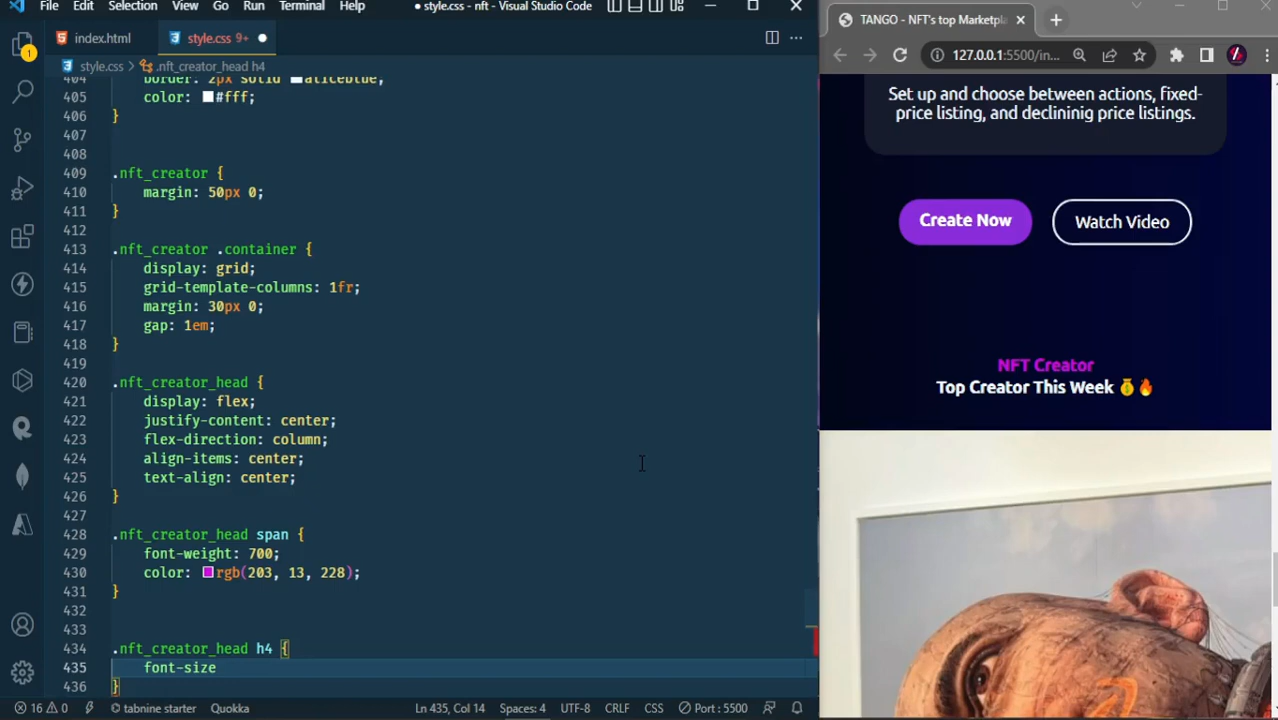 File Edit Selection View Go Run Terminal Help ● style.css - nft - Visual Studio Code
index.html style.css 9+ ●
style.css > .nft_creator_head h4
404 border: 2px solid aliceblue;
405 color: #fff;
406 }
407
408
409 .nft_creator {
410 margin: 50px 0;
411 }
412
413 .nft_creator .container {
414 display: grid;
415 grid-template-columns: 1fr;
416 margin: 30px 0;
417 gap: 1em;
418 }
419
420 .nft_creator_head {
421 display: flex;
422 justify-content: center;
423 flex-direction: column;
424 align-items: center;
425 text-align: center;
426 }
427
428 .nft_creator_head span {
429 font-weight: 700;
430 color: rgb(203, 13, 228);
431 }
432
433
434 .nft_creator_head h4 {
435 font-size
436 }
1
16 0 tabnine starter Quokka Ln 435, Col 14 Spaces: 4 UTF-8 CRLF CSS Port : 5500
TANGO - NFT's top Marketpla
127.0.0.1:5500/in...
Set up and choose between actions, fixed-
price listing, and declininig price listings.
Create Now Watch Video
NFT Creator
Top Creator This Week 💰🔥